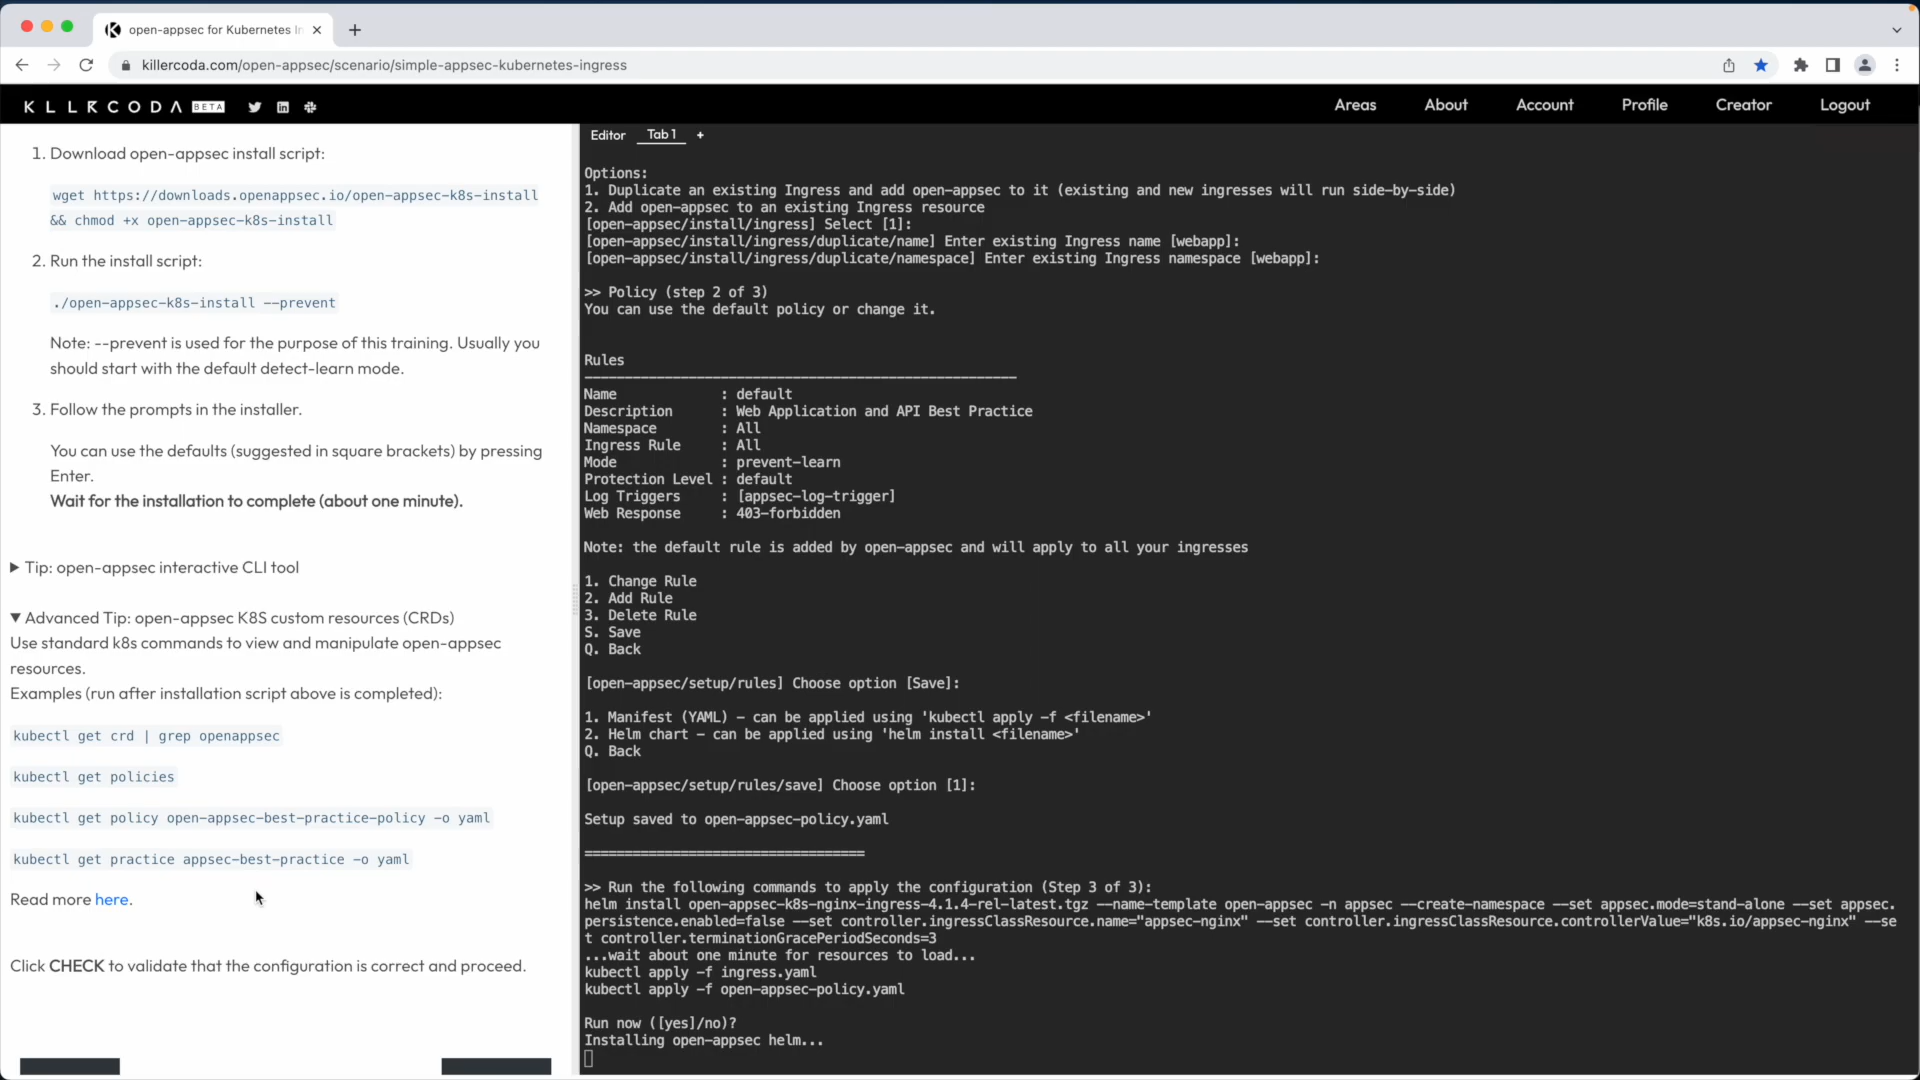 open-appsec for Kubernetes In
killercoda.com/open-appsec/scenario/simple-appsec-kubernetes-ingress
KLLRCODA BETA
Areas About Account Profile Creator Logout
1. Download open-appsec install script:
wget https://downloads.openappsec.io/open-appsec-k8s-install
&& chmod +x open-appsec-k8s-install
2. Run the install script:
./open-appsec-k8s-install --prevent
Note: --prevent is used for the purpose of this training. Usually you
should start with the default detect-learn mode.
3. Follow the prompts in the installer.
You can use the defaults (suggested in square brackets) by pressing
Enter.
Wait for the installation to complete (about one minute).
Tip: open-appsec interactive CLI tool
Advanced Tip: open-appsec K8S custom resources (CRDs)
Use standard k8s commands to view and manipulate open-appsec
resources.
Examples (run after installation script above is completed):
kubectl get crd | grep openappsec
kubectl get policies
kubectl get policy open-appsec-best-practice-policy -o yaml
kubectl get practice appsec-best-practice -o yaml
Read more here.
Click CHECK to validate that the configuration is correct and proceed.
Editor Tab 1 +
Options:
1. Duplicate an existing Ingress and add open-appsec to it (existing and new ingresses will run side-by-side)
2. Add open-appsec to an existing Ingress resource
[open-appsec/install/ingress] Select [1]:
[open-appsec/install/ingress/duplicate/name] Enter existing Ingress name [webapp]:
[open-appsec/install/ingress/duplicate/namespace] Enter existing Ingress namespace [webapp]:
>> Policy (step 2 of 3)
You can use the default policy or change it.
Rules
------------------------------------------------------
Name : default
Description : Web Application and API Best Practice
Namespace : All
Ingress Rule : All
Mode : prevent-learn
Protection Level : default
Log Triggers : [appsec-log-trigger]
Web Response : 403-forbidden
Note: the default rule is added by open-appsec and will apply to all your ingresses
1. Change Rule
2. Add Rule
3. Delete Rule
S. Save
Q. Back
[open-appsec/setup/rules] Choose option [Save]:
1. Manifest (YAML) - can be applied using 'kubectl apply -f <filename>'
2. Helm chart - can be applied using 'helm install <filename>'
Q. Back
[open-appsec/setup/rules/save] Choose option [1]:
Setup saved to open-appsec-policy.yaml
===================================
>> Run the following commands to apply the configuration (Step 3 of 3):
helm install open-appsec-k8s-nginx-ingress-4.1.4-rel-latest.tgz --name-template open-appsec -n appsec --create-namespace --set appsec.mode=stand-alone --set appsec.
persistence.enabled=false --set controller.ingressClassResource.name="appsec-nginx" --set controller.ingressClassResource.controllerValue="k8s.io/appsec-nginx" --se
t controller.terminationGracePeriodSeconds=3
...wait about one minute for resources to load...
kubectl apply -f ingress.yaml
kubectl apply -f open-appsec-policy.yaml
Run now ([yes]/no)?
Installing open-appsec helm...